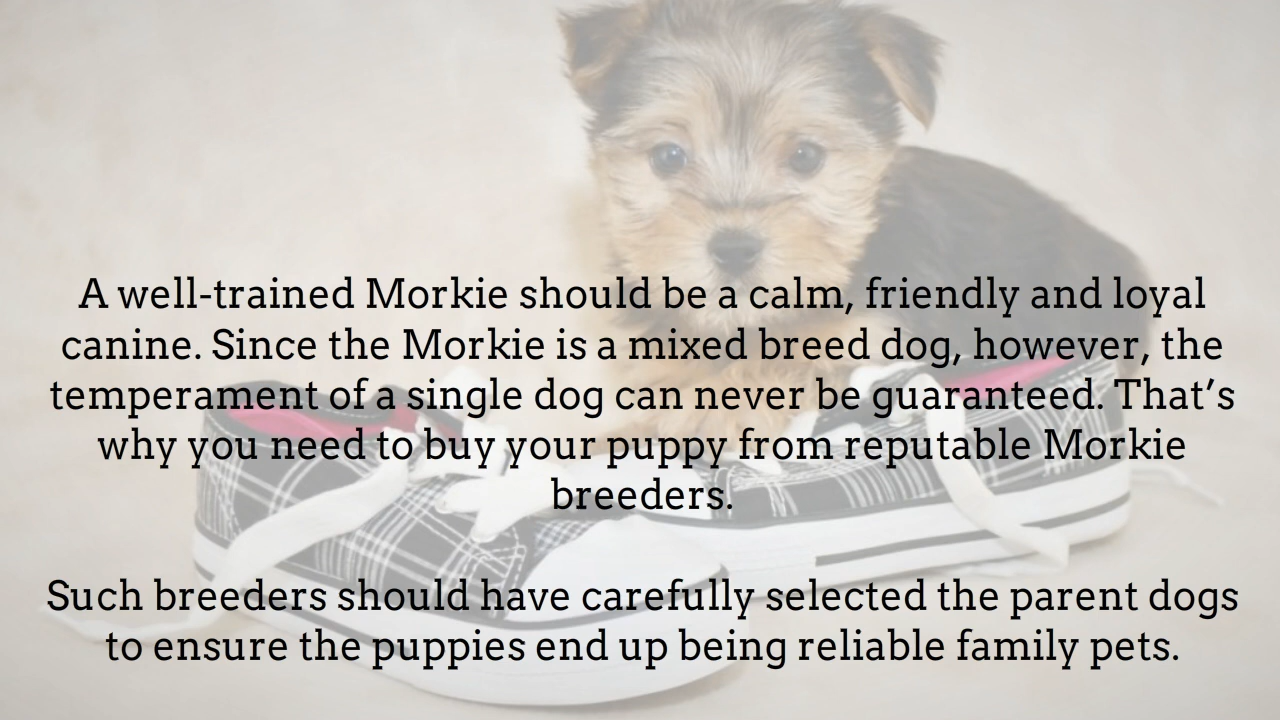 A well-trained Morkie should be a calm, friendly and loyal
canine. Since the Morkie is a mixed breed dog, however, the
temperament of a single dog can never be guaranteed. That’s
why you need to buy your puppy from reputable Morkie
breeders.
Such breeders should have carefully selected the parent dogs
to ensure the puppies end up being reliable family pets.